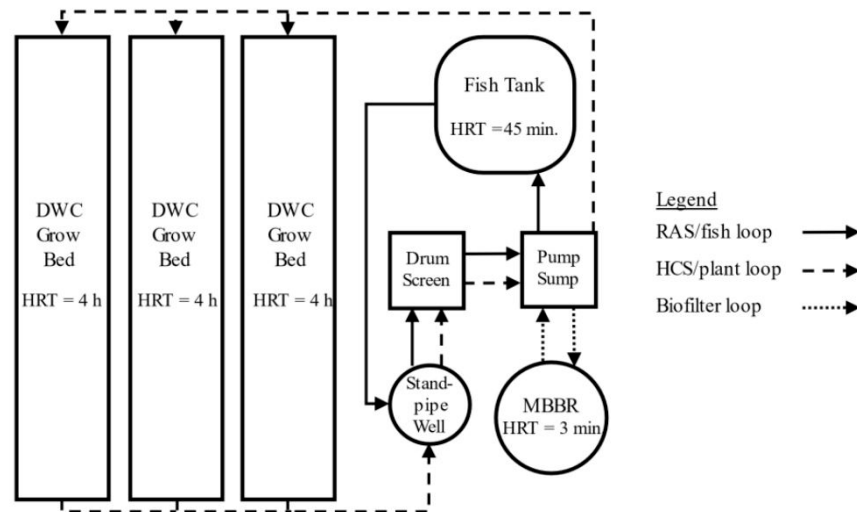 DWC
Grow
Bed
HRT = 4 h
DWC
Grow
Bed
HRT = 4 h
DWC
Grow
Bed
HRT = 4 h
Fish Tank
HRT =45 min.
Drum
Screen
Pump
Sump
Stand-
pipe
Well
MBBR
HRT = 3 min.
Legend
RAS/fish loop
HCS/plant loop
Biofilter loop